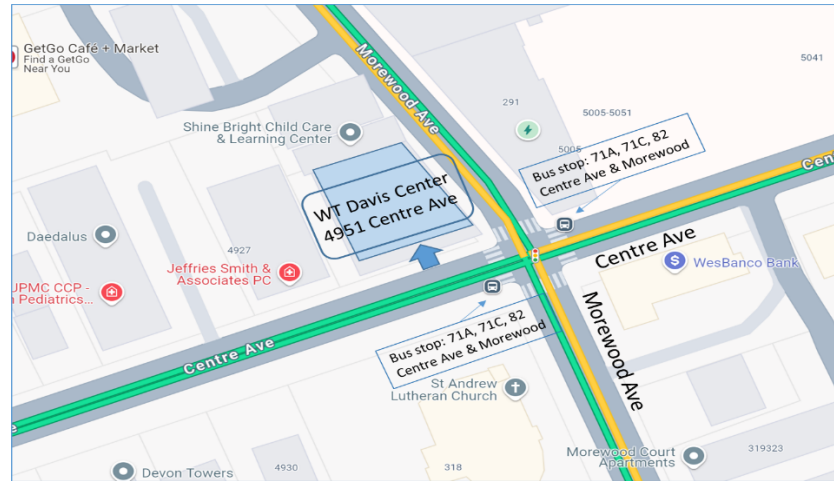 GetGo Café + Market
Find a GetGo
Near You
Morewood Ave
5041
291
5005-5051
Shine Bright Child Care
& Learning Center
Bus stop: 71A, 71C, 82
Centre Ave & Morewood
WT Davis Center
4951 Centre Ave
Daedalus
4927
Jeffries Smith &
Associates PC
Centre Ave
WesBanco Bank
JPMC CCP -
Pediatrics...
Morewood Ave
Bus stop: 71A, 71C, 82
Centre Ave & Morewood
Centre Ave
St Andrew
Lutheran Church
Morewood Court
Apartments
319323
Devon Towers
4930
318